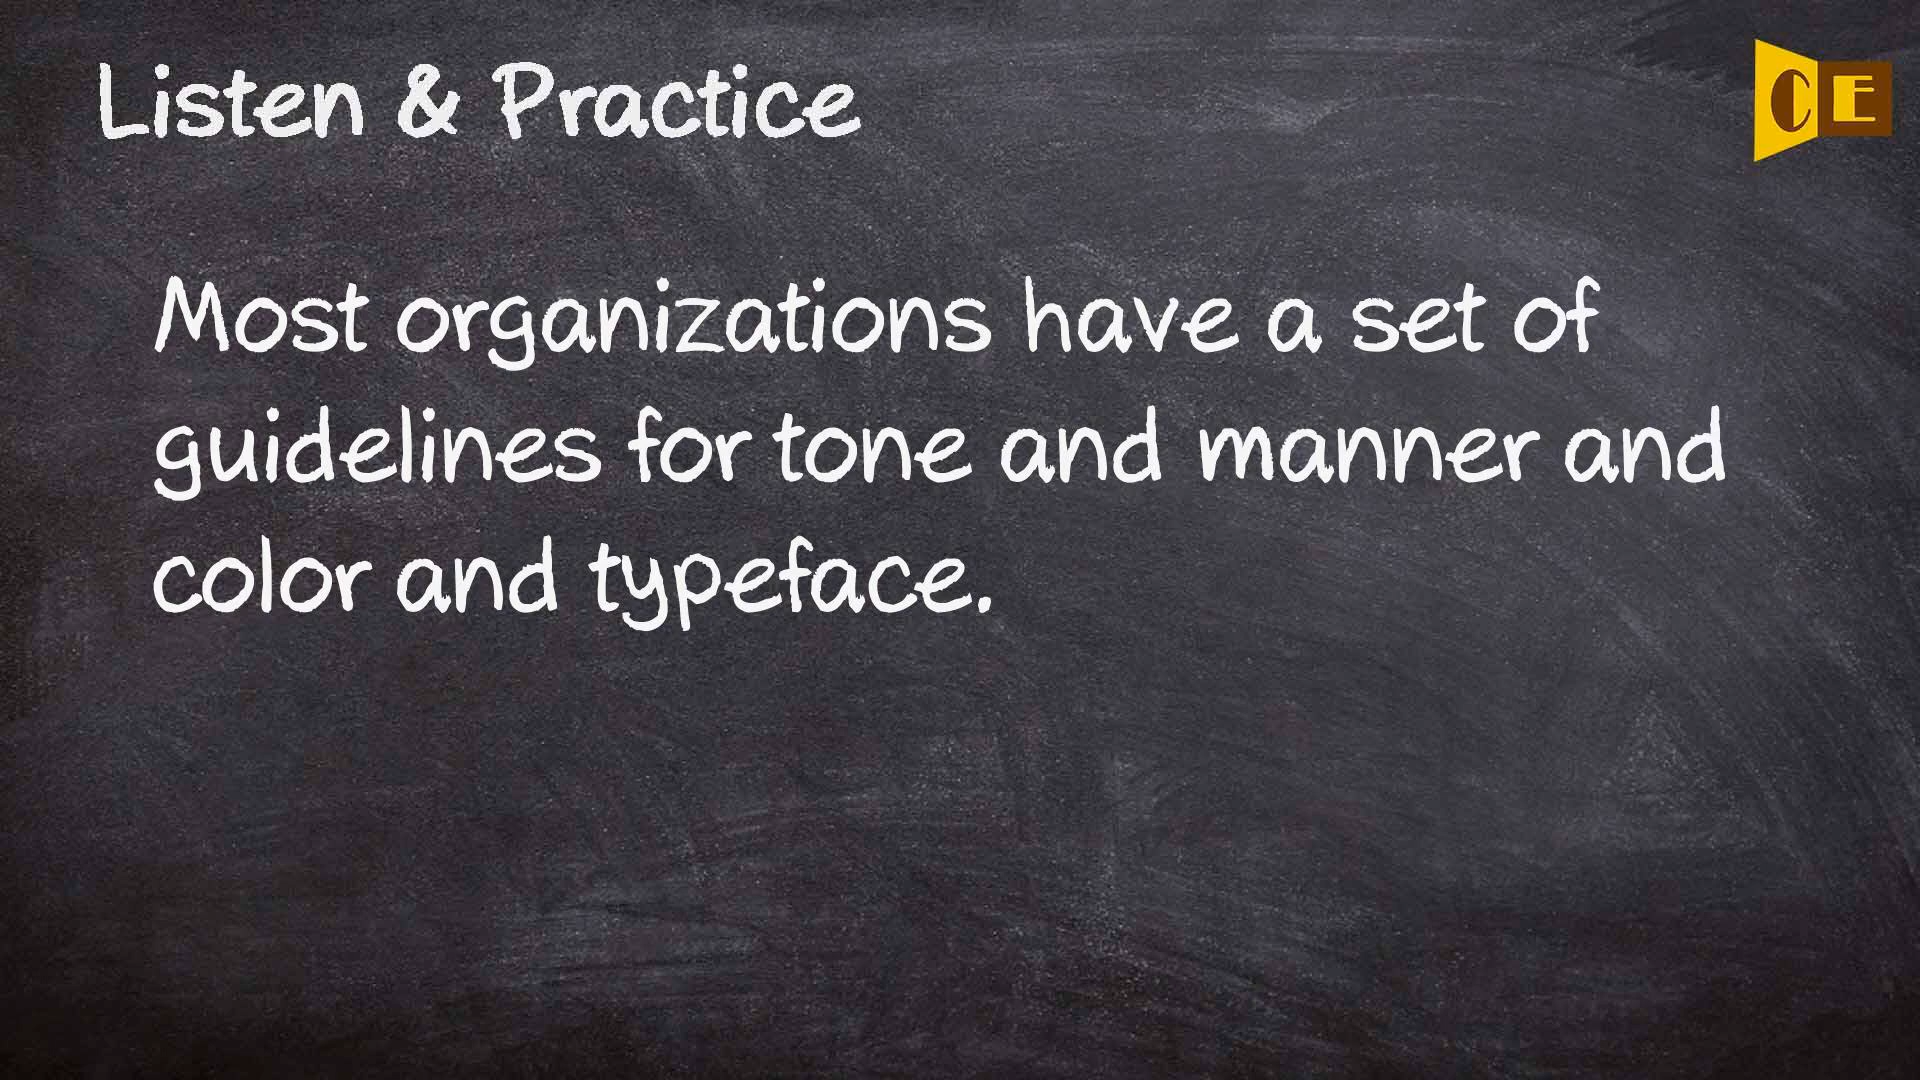 Listen & Practice
CE
Most organizations have a set of
guidelines for tone and manner and
color and typeface.